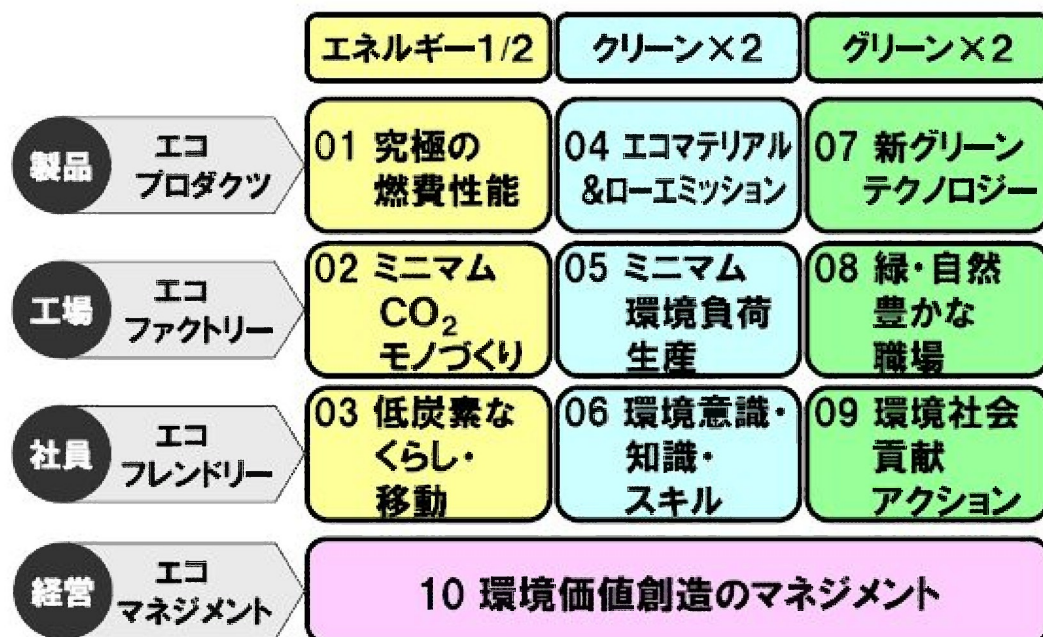 エネルギー1/2
クリーン×2
グリーン×2
製品
エコ
プロダクツ
01 究極の
燃費性能
04 エコマテリアル
&ローエミッション
07 新グリーン
テクノロジー
工場
エコ
ファクトリー
02 ミニマム
CO₂
モノづくり
05 ミニマム
環境負荷
生産
08 緑・自然
豊かな
職場
社員
エコ
フレンドリー
03 低炭素な
くらし・
移動
06 環境意識・
知識・
スキル
09 環境社会
貢献
アクション
経営
エコ
マネジメント
10 環境価値創造のマネジメント